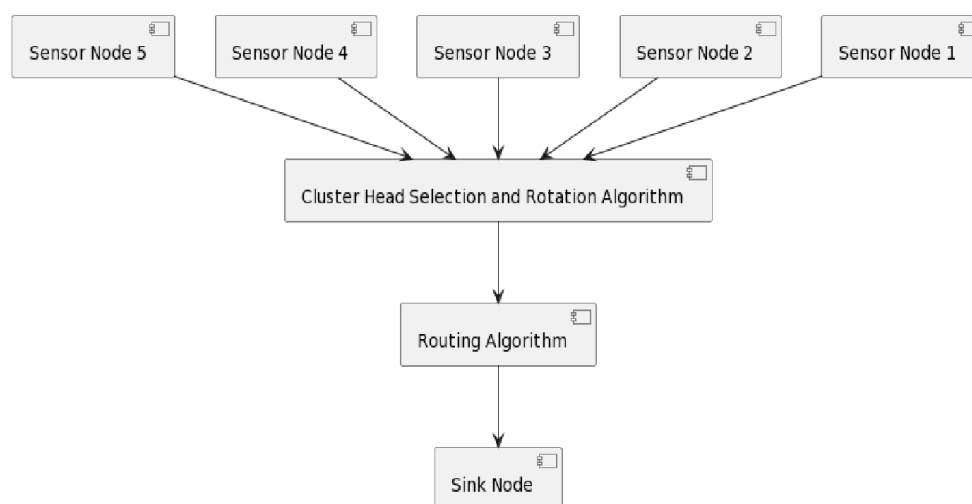 Sensor Node 5
Sensor Node 4
Sensor Node 3
Sensor Node 2
Sensor Node 1
Cluster Head Selection and Rotation Algorithm
Routing Algorithm
Sink Node